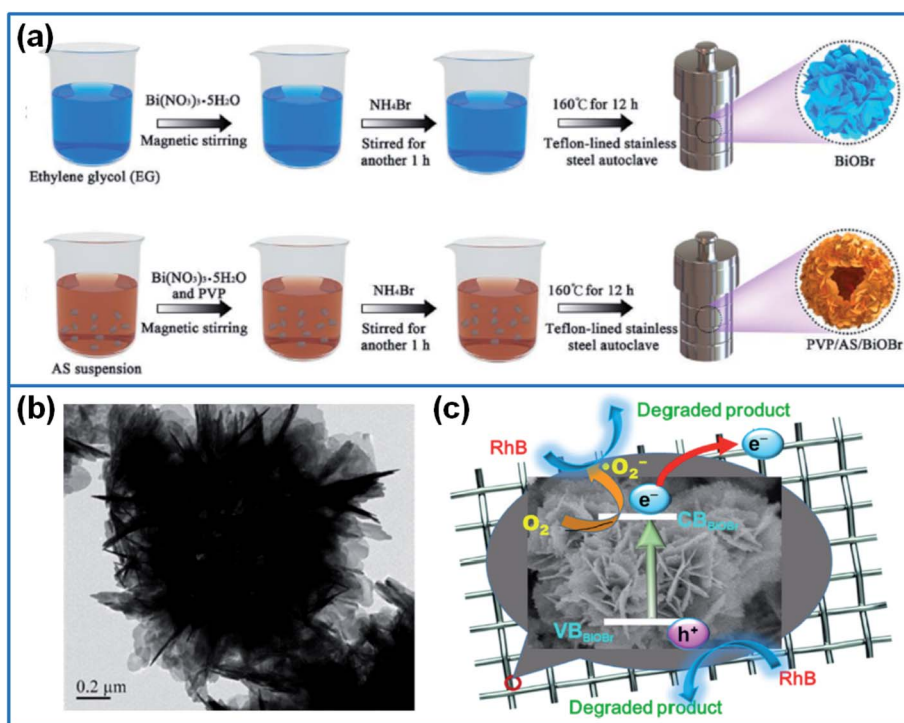 (a)
Bi(NO₃)₃•5H₂O
Magnetic stirring
NH₄Br
Stirred for
another 1 h
160℃ for 12 h
Teflon-lined stainless
steel autoclave
Ethylene glycol (EG)
BiOBr
Bi(NO₃)₃•5H₂O
and PVP
Magnetic stirring
NH₄Br
Stirred for
another 1 h
160℃ for 12 h
Teflon-lined stainless
steel autoclave
AS suspension
PVP/AS/BiOBr
(b)
0.2 μm
(c)
Degraded product
RhB
e⁻
•O₂⁻
e⁻
O₂
CB_BiOBr
VB_BiOBr
h⁺
RhB
Degraded product